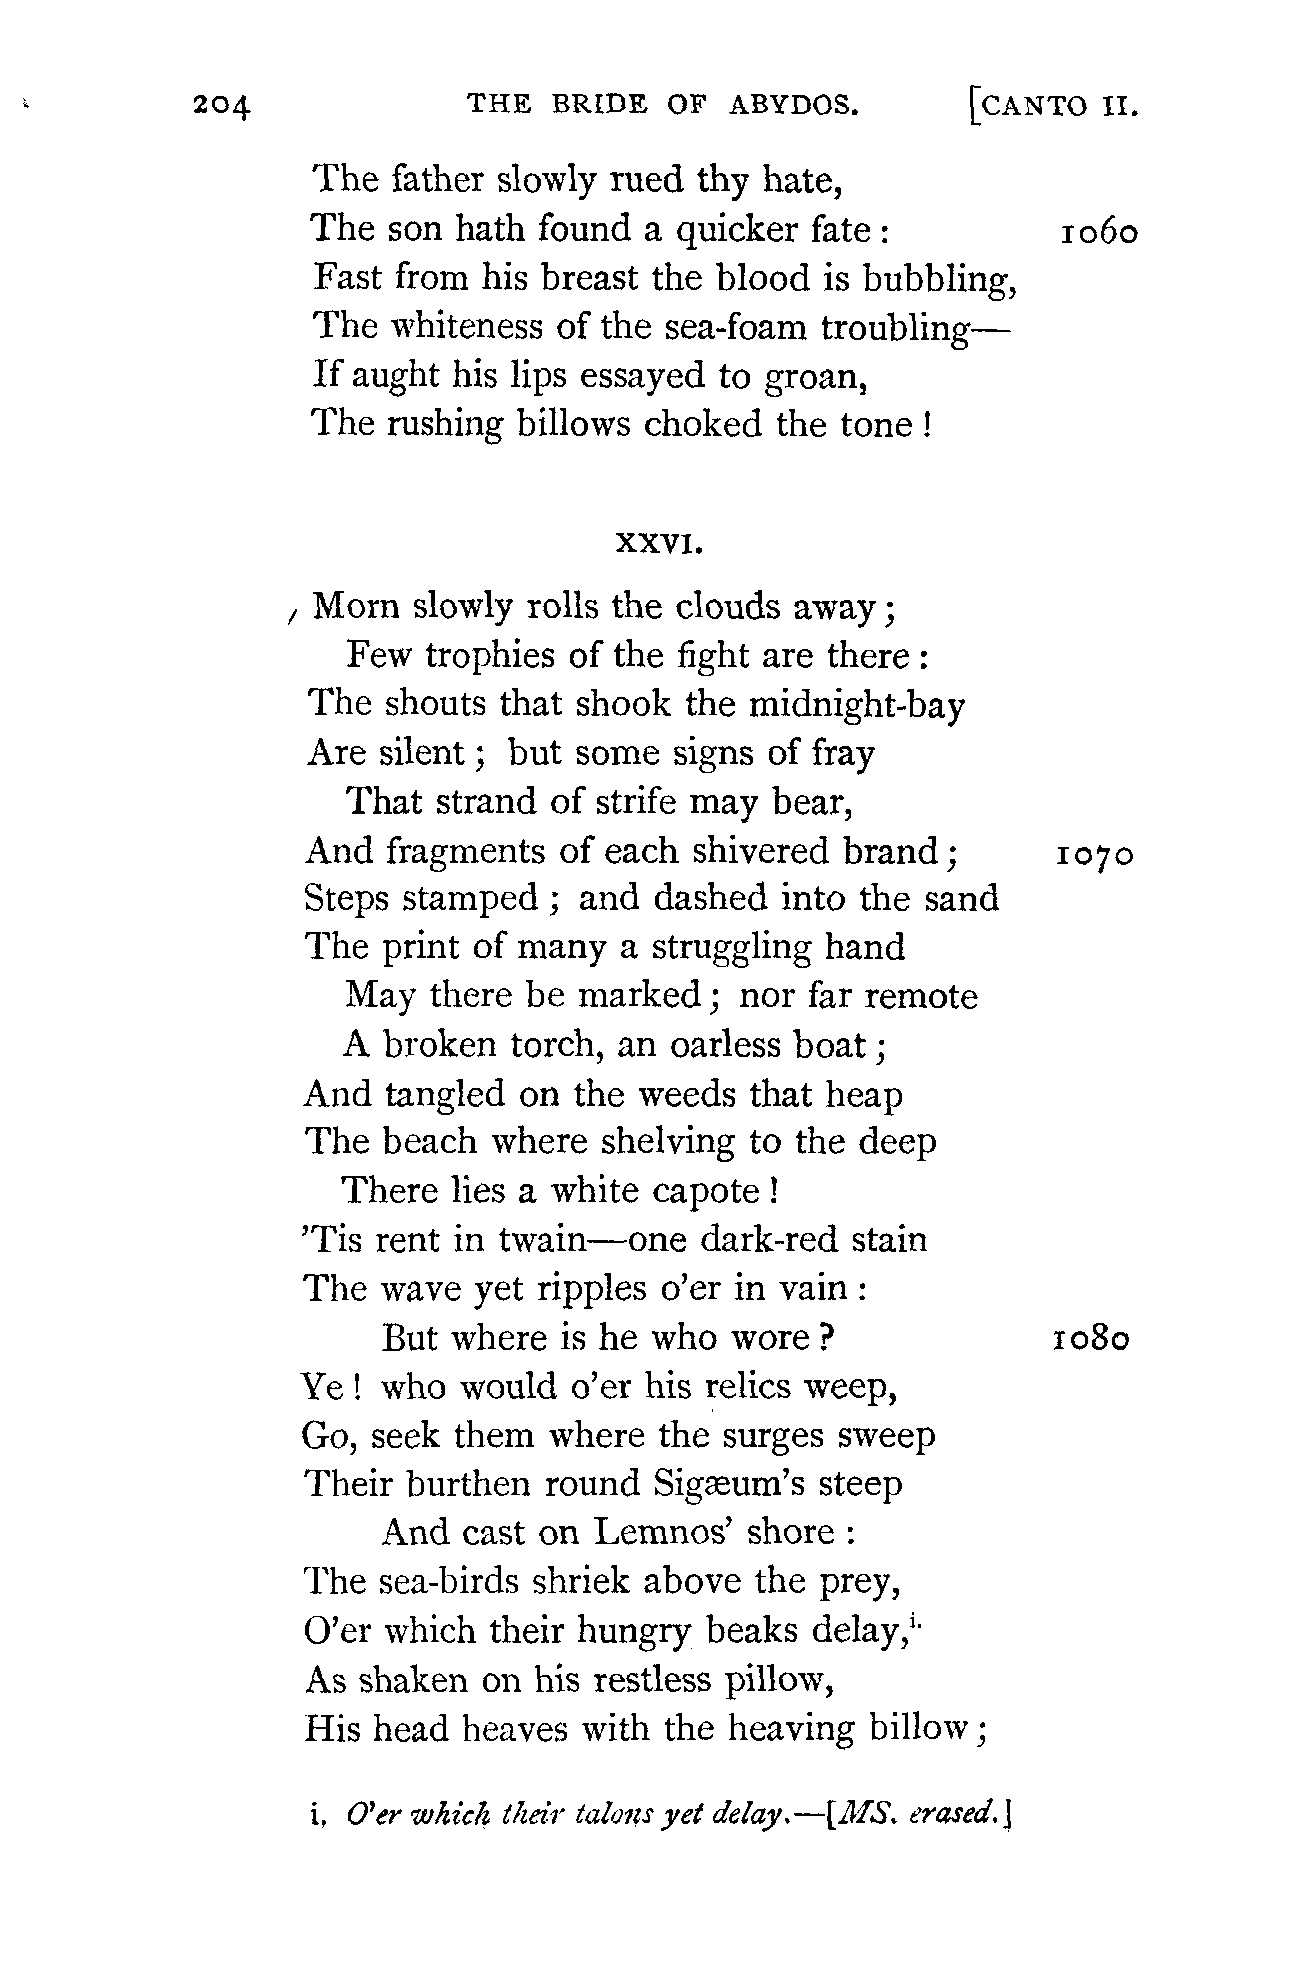 204 THE BRIDE OF ABYDOS. [CANTO II.
The father slowly rued thy hate,
The son hath found a quicker fate : 1060
Fast from his breast the blood is bubbling,
The whiteness of the sea-foam troubling—
If aught his lips essayed to groan,
The rushing billows choked the tone !
XXVI.
Morn slowly rolls the clouds away ;
Few trophies of the fight are there :
The shouts that shook the midnight-bay
Are silent ; but some signs of fray
That strand of strife may bear,
And fragments of each shivered brand ; 1070
Steps stamped ; and dashed into the sand
The print of many a struggling hand
May there be marked ; nor far remote
A broken torch, an oarless boat ;
And tangled on the weeds that heap
The beach where shelving to the deep
There lies a white capote !
’Tis rent in twain—one dark-red stain
The wave yet ripples o’er in vain :
But where is he who wore ? 1080
Ye ! who would o’er his relics weep,
Go, seek them where the surges sweep
Their burthen round Sigæum’s steep
And cast on Lemnos’ shore :
The sea-birds shriek above the prey,
O’er which their hungry beaks delay,i.
As shaken on his restless pillow,
His head heaves with the heaving billow ;
i. O’er which their talons yet delay.—[MS. erased.]